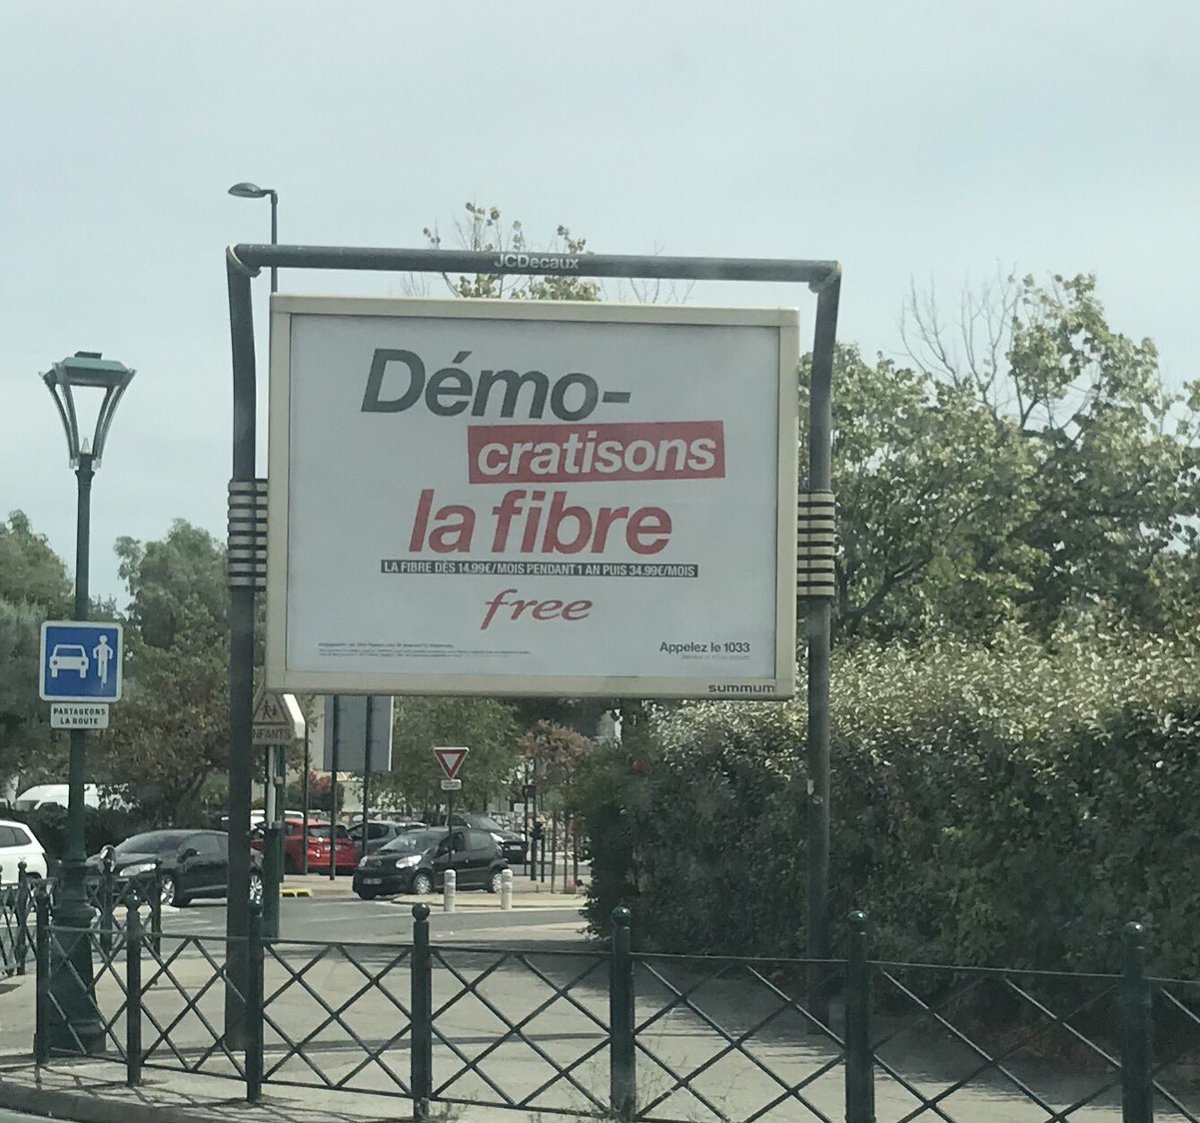 JCDecaux
Démo-
cratisons
la fibre
LA FIBRE DÈS 14.99€/MOIS PENDANT 1 AN PUIS 34.99€/MOIS
free
Appelez le 1033
summum
PARTAGEONS
LA ROUTE
ENFANTS